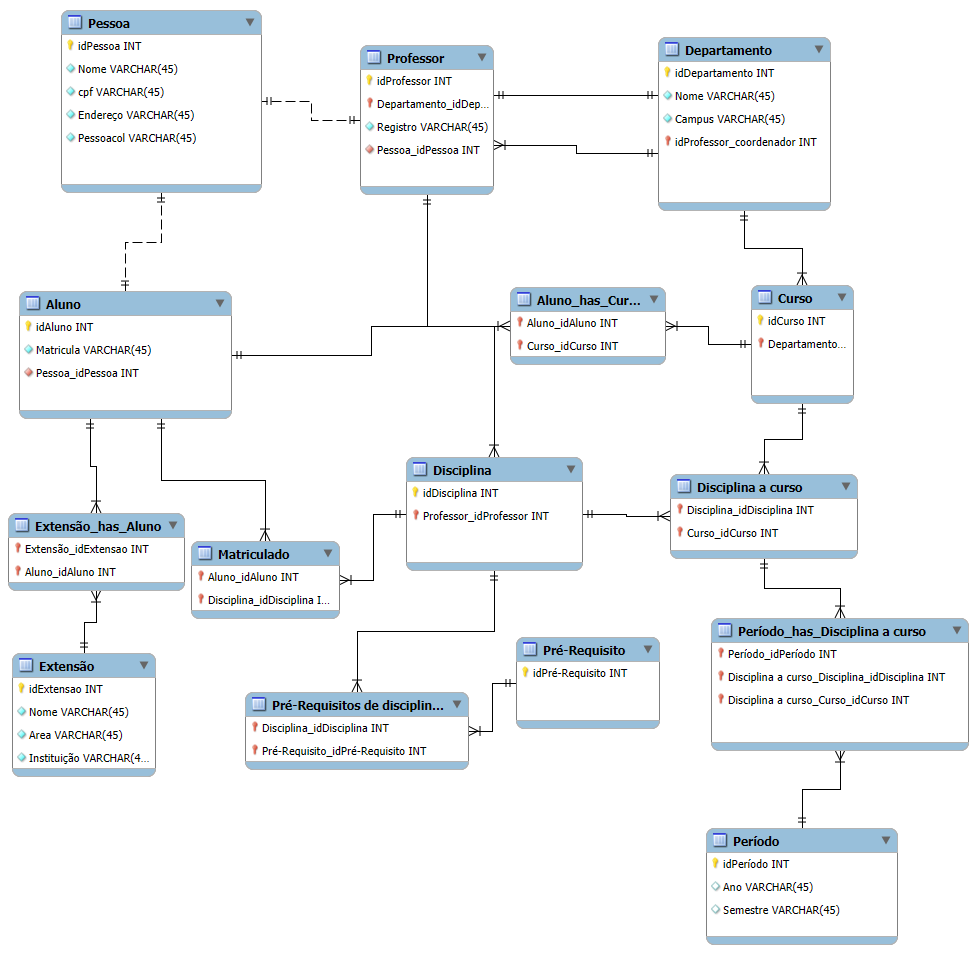 Pessoa
idPessoa INT
Nome VARCHAR(45)
cpf VARCHAR(45)
Endereço VARCHAR(45)
Pessoacol VARCHAR(45)
Professor
idProfessor INT
Departamento_idDep...
Registro VARCHAR(45)
Pessoa_idPessoa INT
Departamento
idDepartamento INT
Nome VARCHAR(45)
Campus VARCHAR(45)
idProfessor_coordenador INT
Aluno
idAluno INT
Matricula VARCHAR(45)
Pessoa_idPessoa INT
Aluno_has_Cur...
Aluno_idAluno INT
Curso_idCurso INT
Curso
idCurso INT
Departamento...
Disciplina
idDisciplina INT
Professor_idProfessor INT
Disciplina a curso
Disciplina_idDisciplina INT
Curso_idCurso INT
Extensão_has_Aluno
Extensão_idExtensao INT
Aluno_idAluno INT
Matriculado
Aluno_idAluno INT
Disciplina_idDisciplina I...
Período_has_Disciplina a curso
Período_idPeríodo INT
Disciplina a curso_Disciplina_idDisciplina INT
Disciplina a curso_Curso_idCurso INT
Extensão
idExtensao INT
Nome VARCHAR(45)
Area VARCHAR(45)
Instituição VARCHAR(4...
Pré-Requisitos de disciplin...
Disciplina_idDisciplina INT
Pré-Requisito_idPré-Requisito INT
Pré-Requisito
idPré-Requisito INT
Período
idPeríodo INT
Ano VARCHAR(45)
Semestre VARCHAR(45)